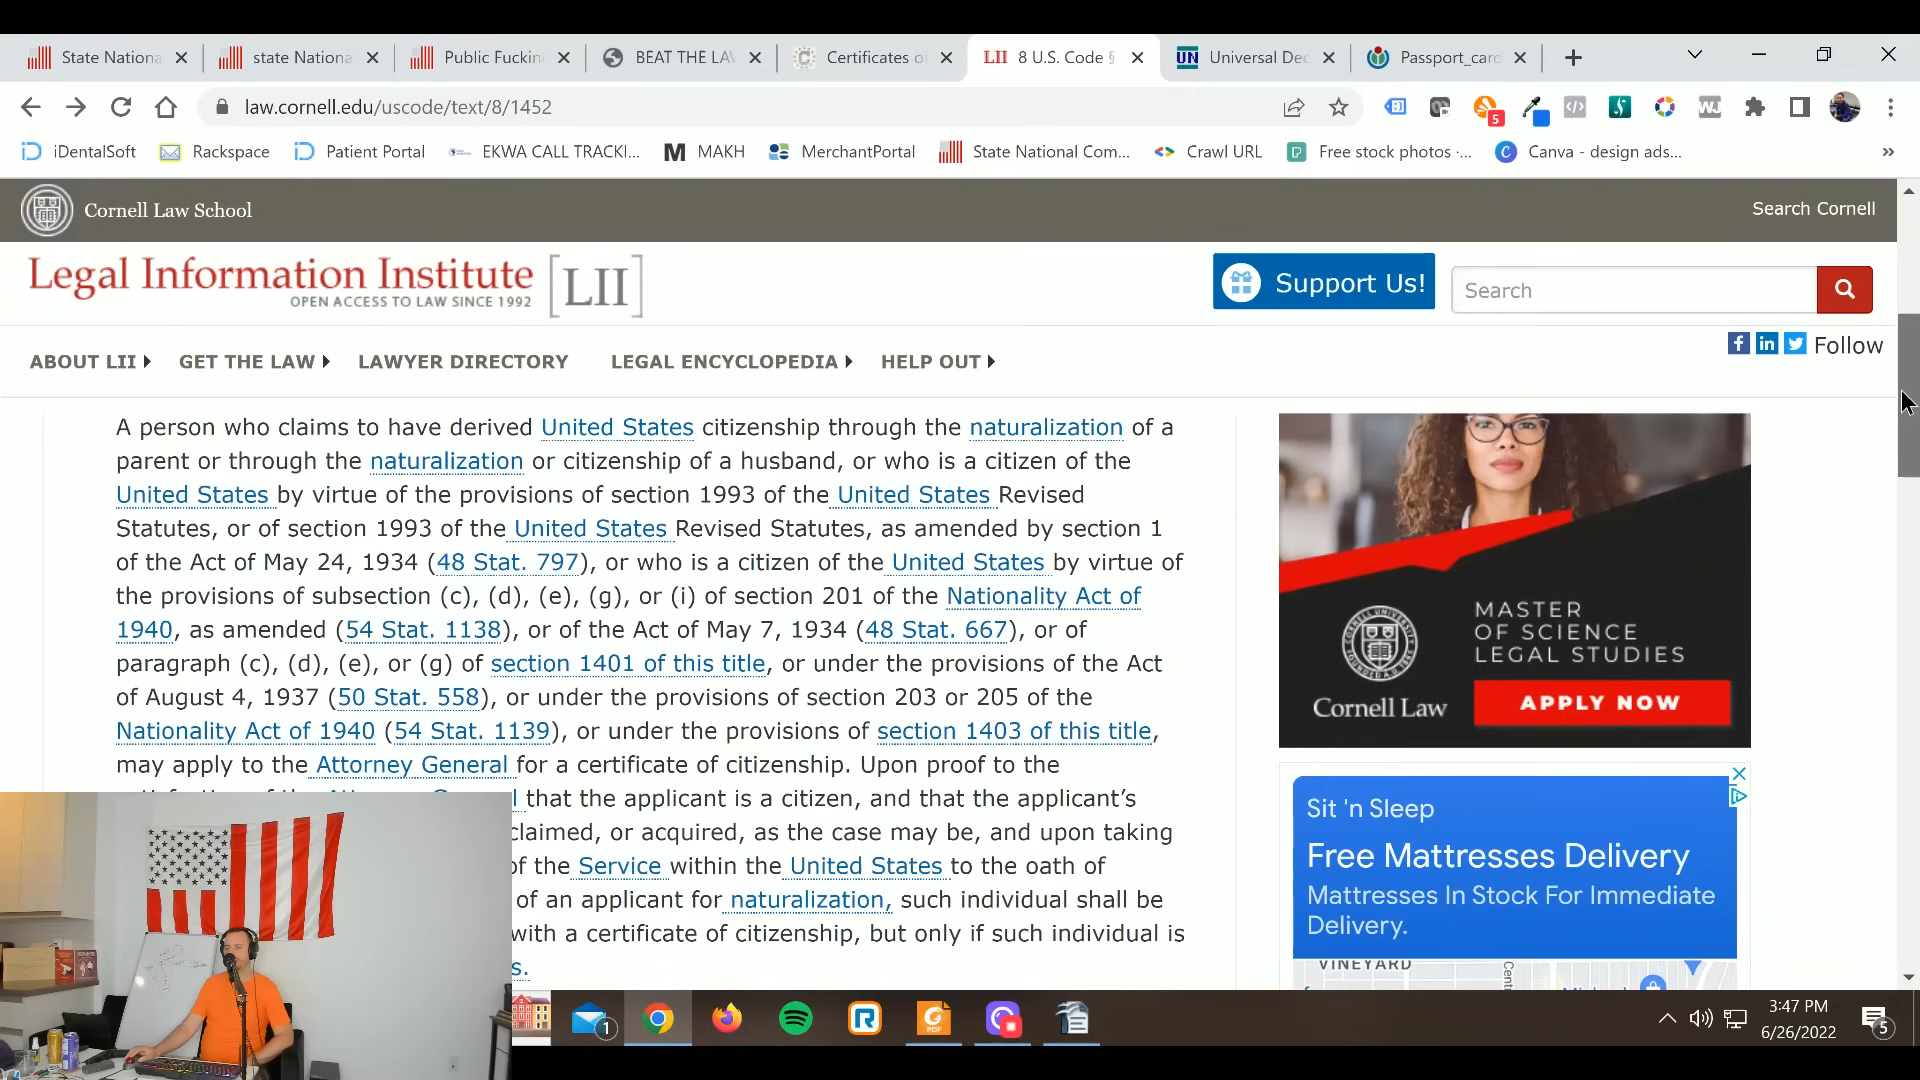 State Nationa
state Nationa
Public Fuckin
BEAT THE LA
Certificates o
LII 8 U.S. Code §
UN Universal Dec
Passport_card
law.cornell.edu/uscode/text/8/1452
5
iDentalSoft
Rackspace
Patient Portal
EKWA CALL TRACKI...
MAKH
MerchantPortal
State National Com...
Crawl URL
Free stock photos -...
Canva - design ads...
Cornell Law School
Search Cornell
Legal Information Institute [LII]
OPEN ACCESS TO LAW SINCE 1992
Support Us!
Search
Follow
ABOUT LII
GET THE LAW
LAWYER DIRECTORY
LEGAL ENCYCLOPEDIA
HELP OUT
A person who claims to have derived United States citizenship through the naturalization of a
parent or through the naturalization or citizenship of a husband, or who is a citizen of the
United States by virtue of the provisions of section 1993 of the United States Revised
Statutes, or of section 1993 of the United States Revised Statutes, as amended by section 1
of the Act of May 24, 1934 (48 Stat. 797), or who is a citizen of the United States by virtue of
the provisions of subsection (c), (d), (e), (g), or (i) of section 201 of the Nationality Act of
1940, as amended (54 Stat. 1138), or of the Act of May 7, 1934 (48 Stat. 667), or of
paragraph (c), (d), (e), or (g) of section 1401 of this title, or under the provisions of the Act
of August 4, 1937 (50 Stat. 558), or under the provisions of section 203 or 205 of the
Nationality Act of 1940 (54 Stat. 1139), or under the provisions of section 1403 of this title,
may apply to the Attorney General for a certificate of citizenship. Upon proof to the
that the applicant is a citizen, and that the applicant's
claimed, or acquired, as the case may be, and upon taking
of the Service within the United States to the oath of
of an applicant for naturalization, such individual shall be
with a certificate of citizenship, but only if such individual is
s.
MASTER
OF SCIENCE
LEGAL STUDIES
Cornell Law
APPLY NOW
Sit 'n Sleep
Free Mattresses Delivery
Mattresses In Stock For Immediate
Delivery.
VINEYARD
1
3:47 PM
6/26/2022
5